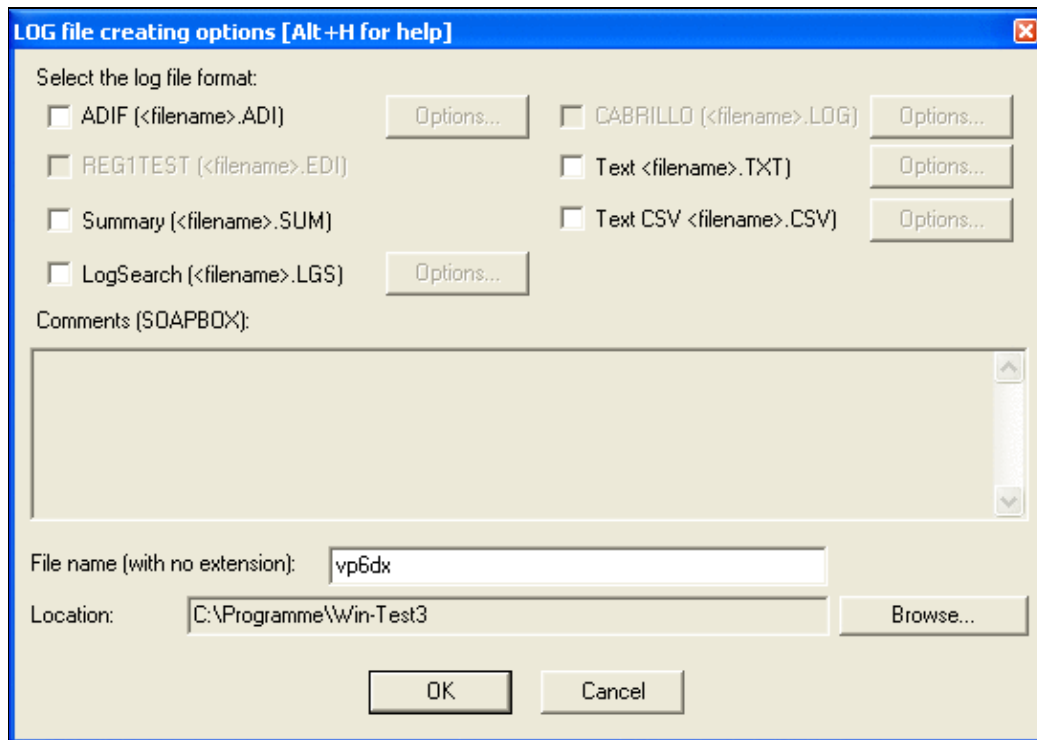 LOG file creating options [Alt+H for help]
Select the log file format:
ADIF (<filename>.ADI) Options... CABRILLO (<filename>.LOG) Options...
REG1TEST (<filename>.EDI) Text <filename>.TXT) Options...
Summary (<filename>.SUM) Text CSV <filename>.CSV) Options...
LogSearch (<filename>.LGS) Options...
Comments (SOAPBOX):
File name (with no extension): vp6dx
Location: C:\Programme\Win-Test3 Browse...
OK Cancel